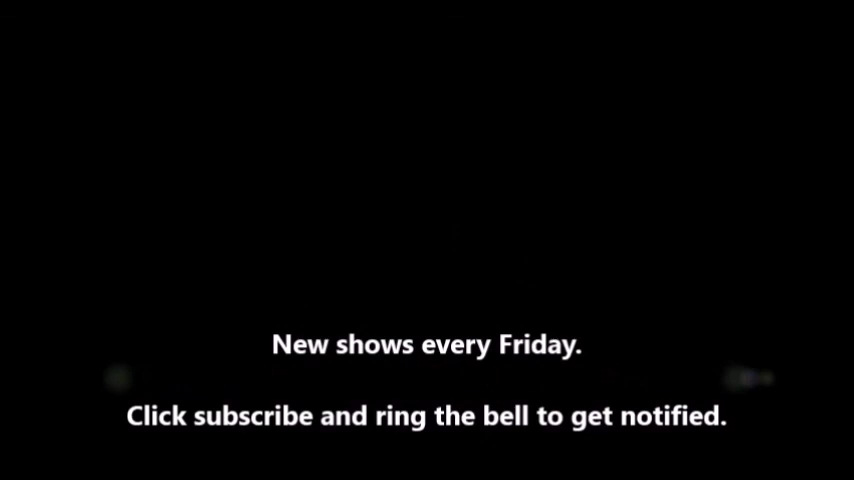 New shows every Friday.
Click subscribe and ring the bell to get notified.